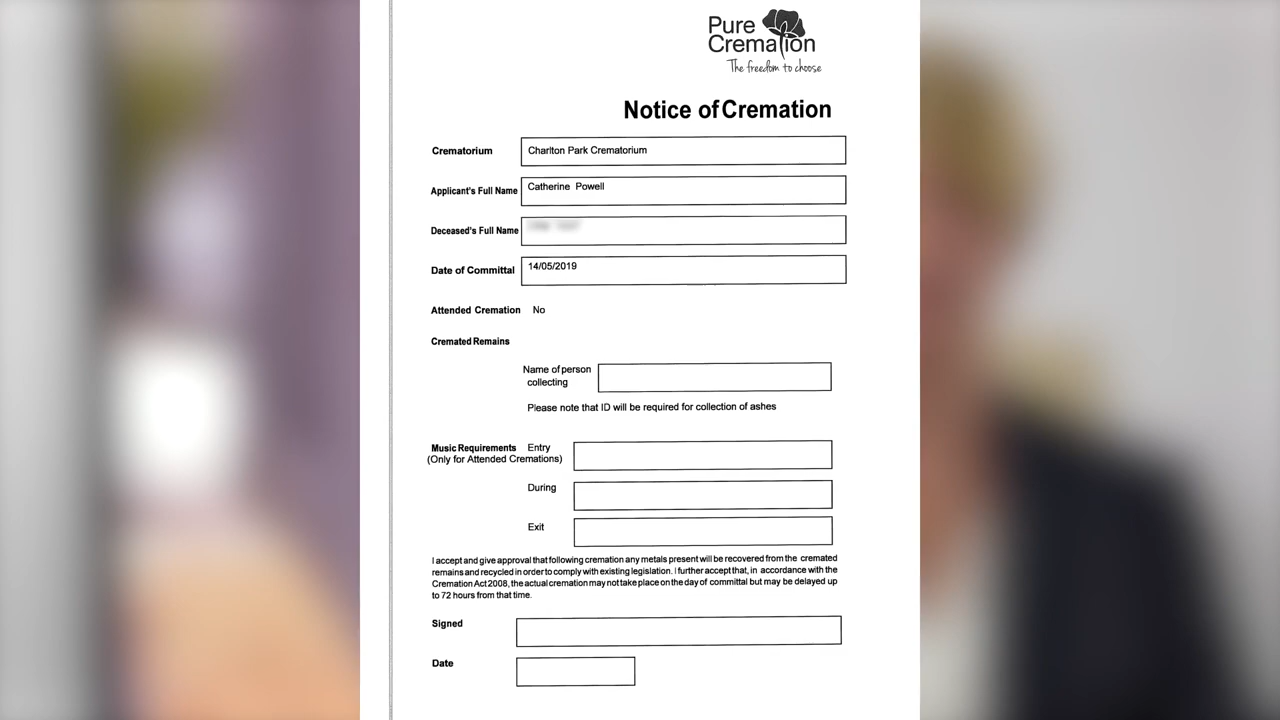 Pure
Cremation
The freedom to choose
Notice of Cremation
Crematorium Charlton Park Crematorium
Applicant's Full Name Catherine Powell
Deceased's Full Name
Date of Committal 14/05/2019
Attended Cremation No
Cremated Remains
Name of person
collecting
Please note that ID will be required for collection of ashes
Music Requirements Entry
(Only for Attended Cremations)
During
Exit
I accept and give approval that following cremation any metals present will be recovered from the cremated
remains and recycled in order to comply with existing legislation. I further accept that, in accordance with the
Cremation Act 2008, the actual cremation may not take place on the day of committal but may be delayed up
to 72 hours from that time.
Signed
Date